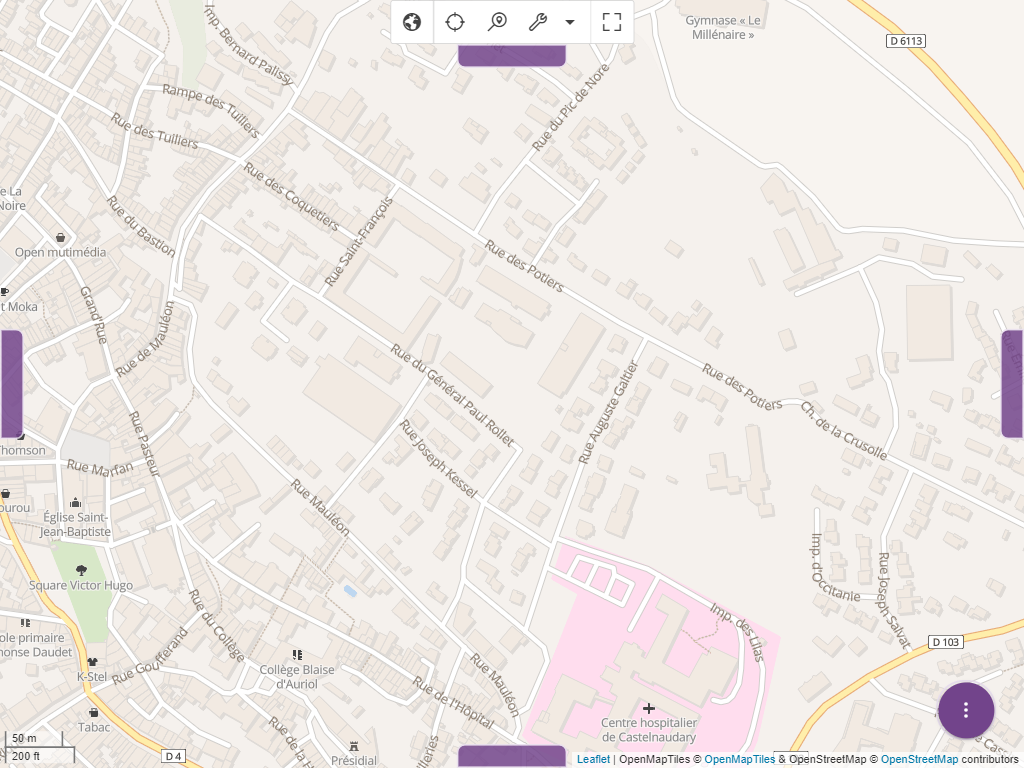 Imp. Bernard Palissy
Gymnase « Le
Millénaire »
D 6113
Rampe des Tuiliers
Rue des Tuiliers
Rue du Pic de Nore
Rue des Coquetiers
Rue Saint-François
e La
Noire
Rue du Bastion
Open mutimédia
Rue des Potiers
t Moka
Grand'Rue
Rue de Mauléon
Rue du Général Paul Rollet
Rue Auguste Galtier
Rue des Potiers
Ch. de la Crusolle
Rue Pasteur
Rue Joseph Kessel
Thomson
Rue Marfan
Rue Mauléon
ourou
Église Saint-
Jean-Baptiste
Square Victor Hugo
Imp. d'Occitanie
Rue Joseph Salvat
Imp. des Lilas
Rue du Collège
ole primaire
honse Daudet
D 103
Rue Goufferand
K-Stel
Collège Blaise
d'Auriol
Rue Mauléon
Rue de l'Hôpital
Centre hospitalier
de Castelnaudary
Tabac
Rue de la H
Présidial
D 4
50 m
200 ft
Leaflet | OpenMapTiles © OpenMapTiles & OpenStreetMap © OpenStreetMap contributors